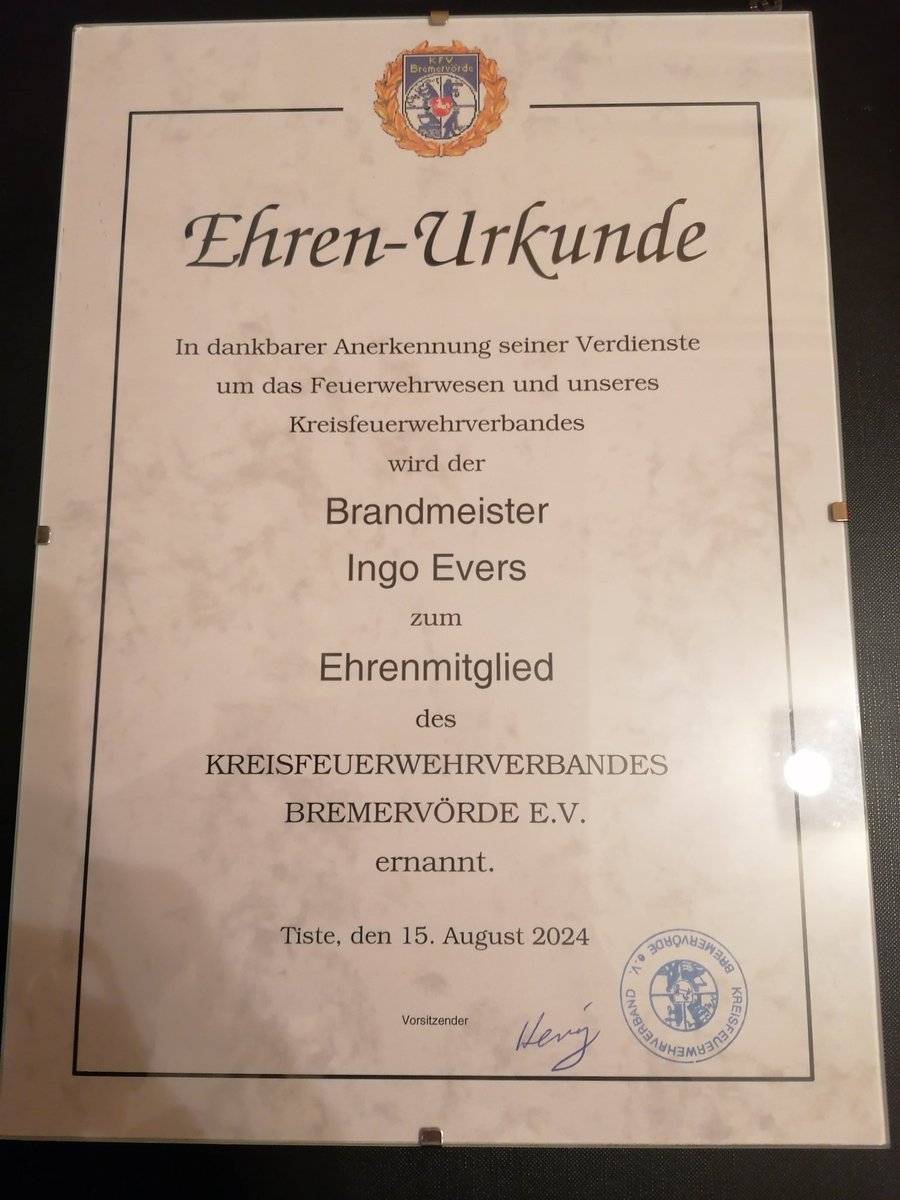 KFV
Bremervörde
Ehren-Urkunde
In dankbarer Anerkennung seiner Verdienste
um das Feuerwehrwesen und unseres
Kreisfeuerwehrverbandes
wird der
Brandmeister
Ingo Evers
zum
Ehrenmitglied
des
KREISFEUERWEHRVERBANDES
BREMERVÖRDE E.V.
ernannt.
Tiste, den 15. August 2024
Vorsitzender
KREISFEUERWEHRVERBAND
BREMERVÖRDE e.V.